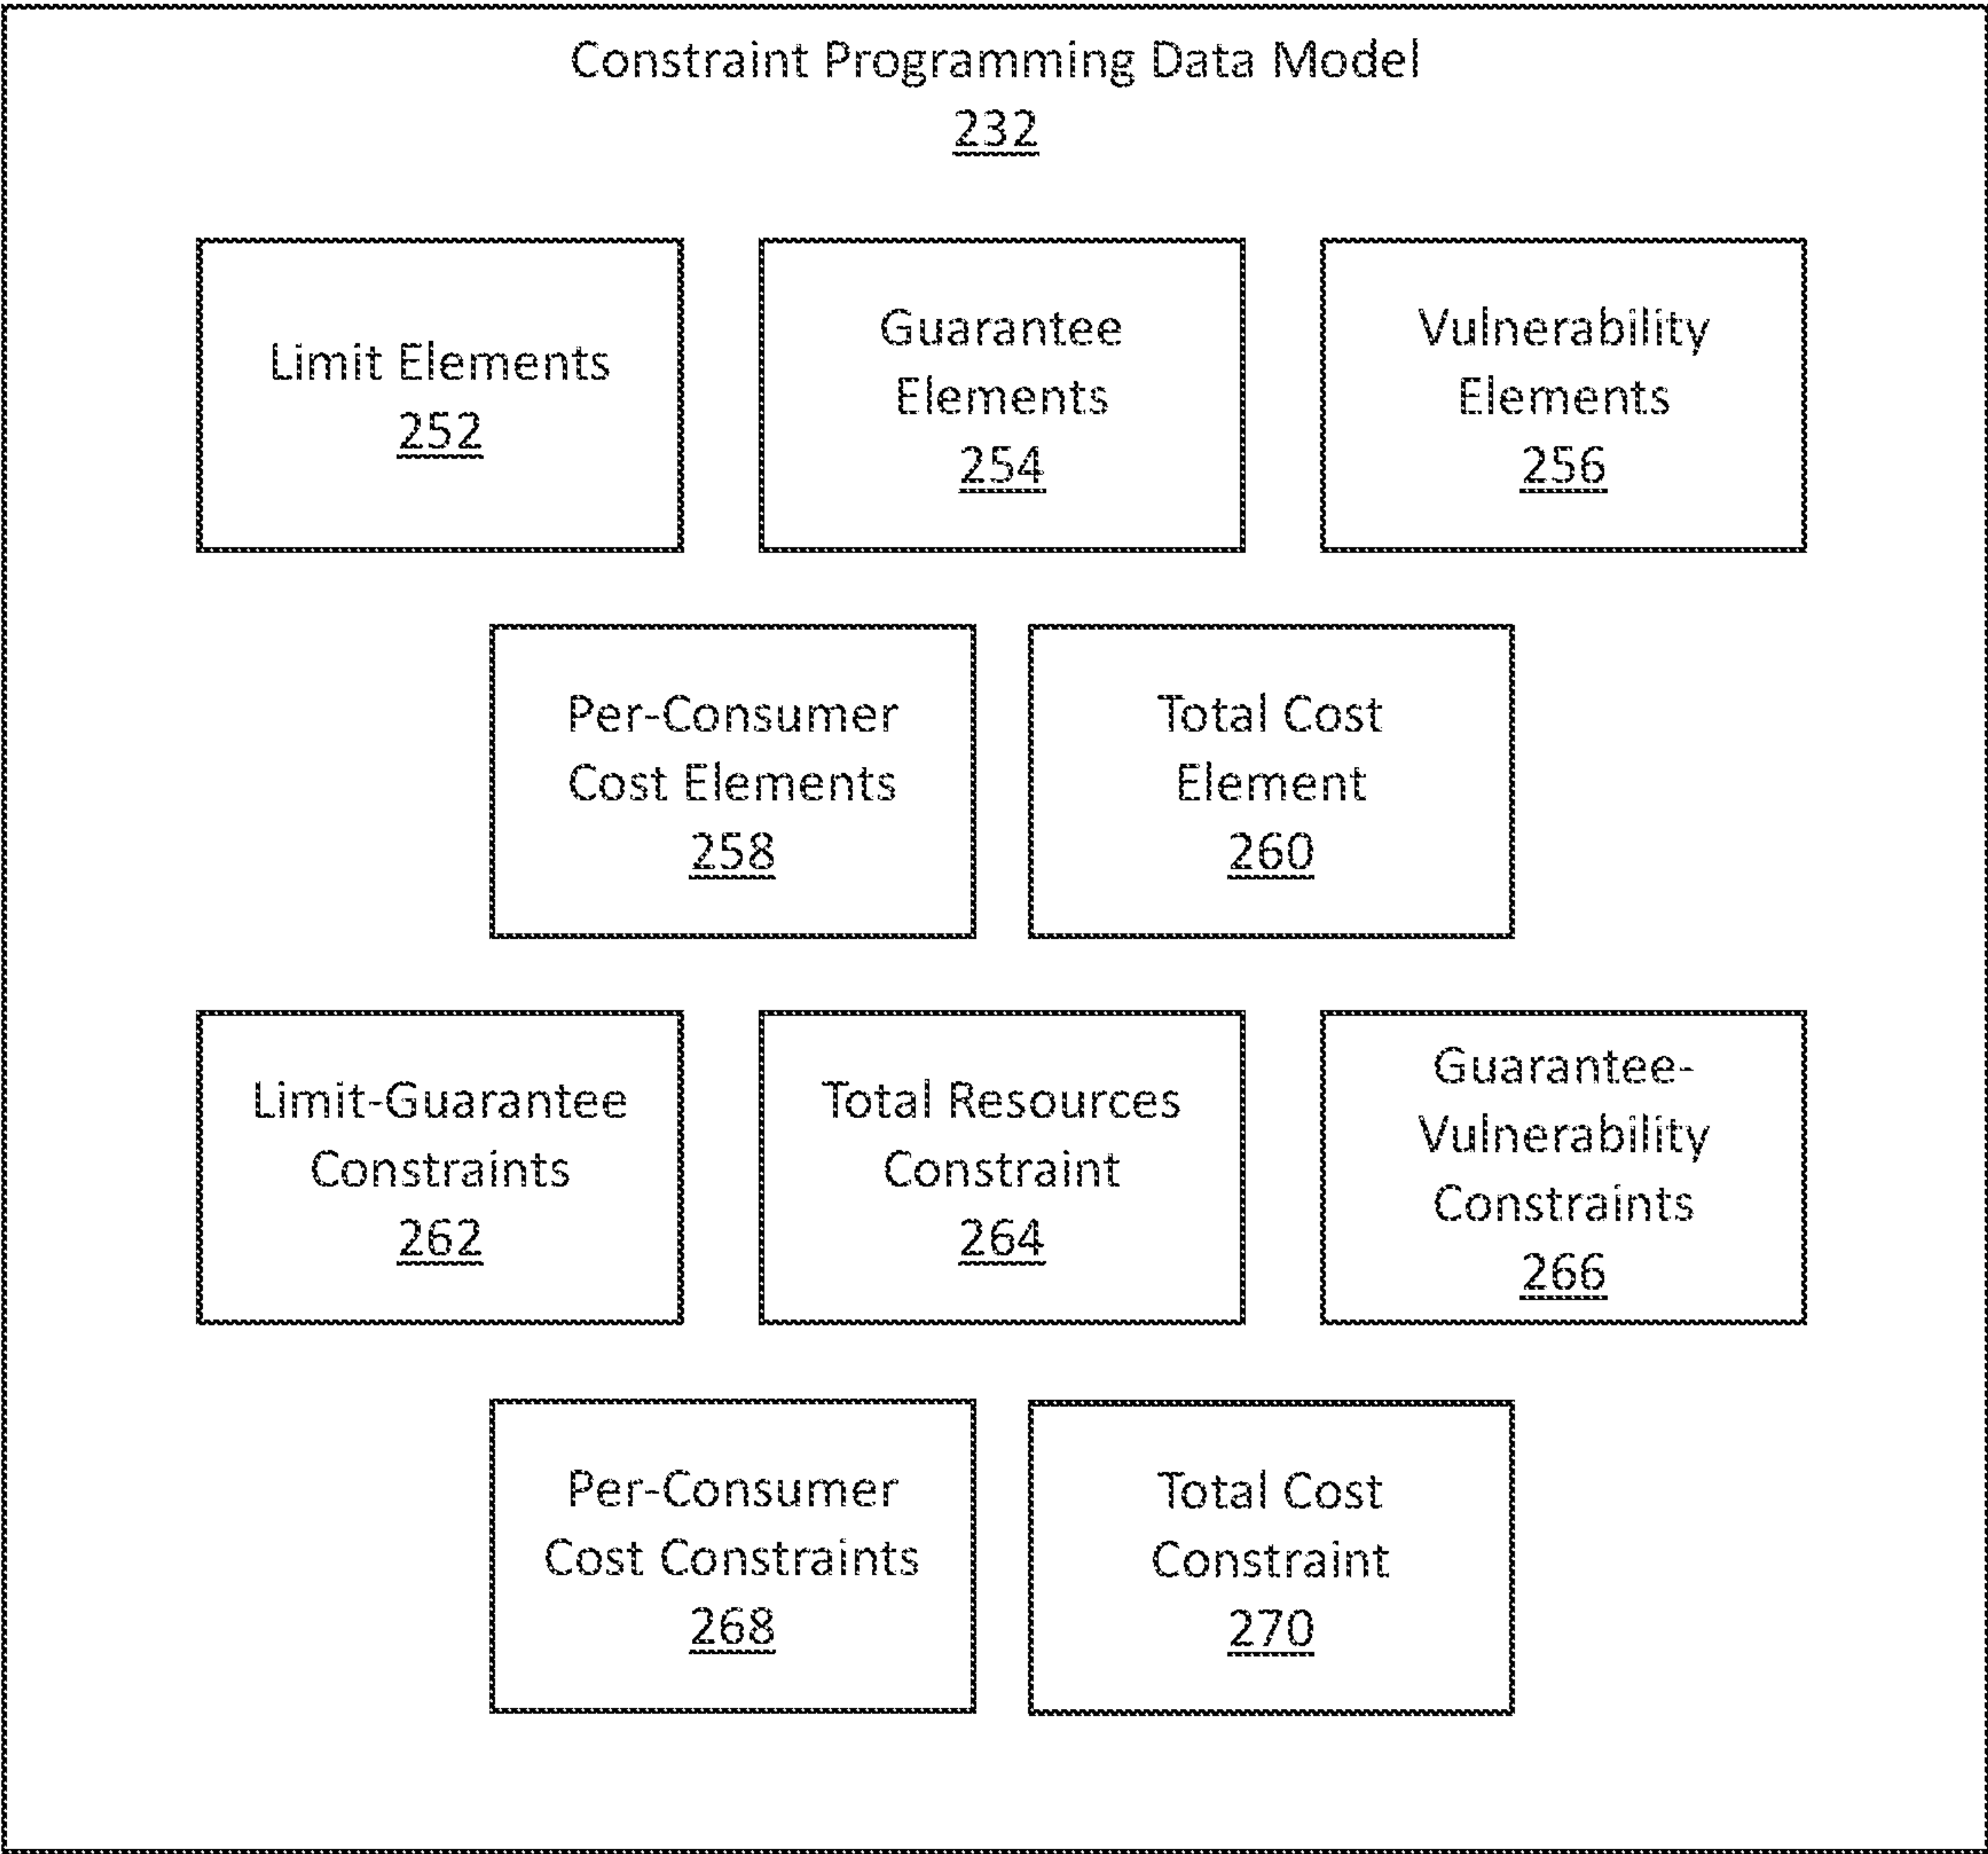 Constraint Programming Data Model
232
Limit Elements
252
Guarantee
Elements
254
Vulnerability
Elements
256
Per-Consumer
Cost Elements
258
Total Cost
Element
260
Limit-Guarantee
Constraints
262
Total Resources
Constraint
264
Guarantee-
Vulnerability
Constraints
266
Per-Consumer
Cost Constraints
268
Total Cost
Constraint
270